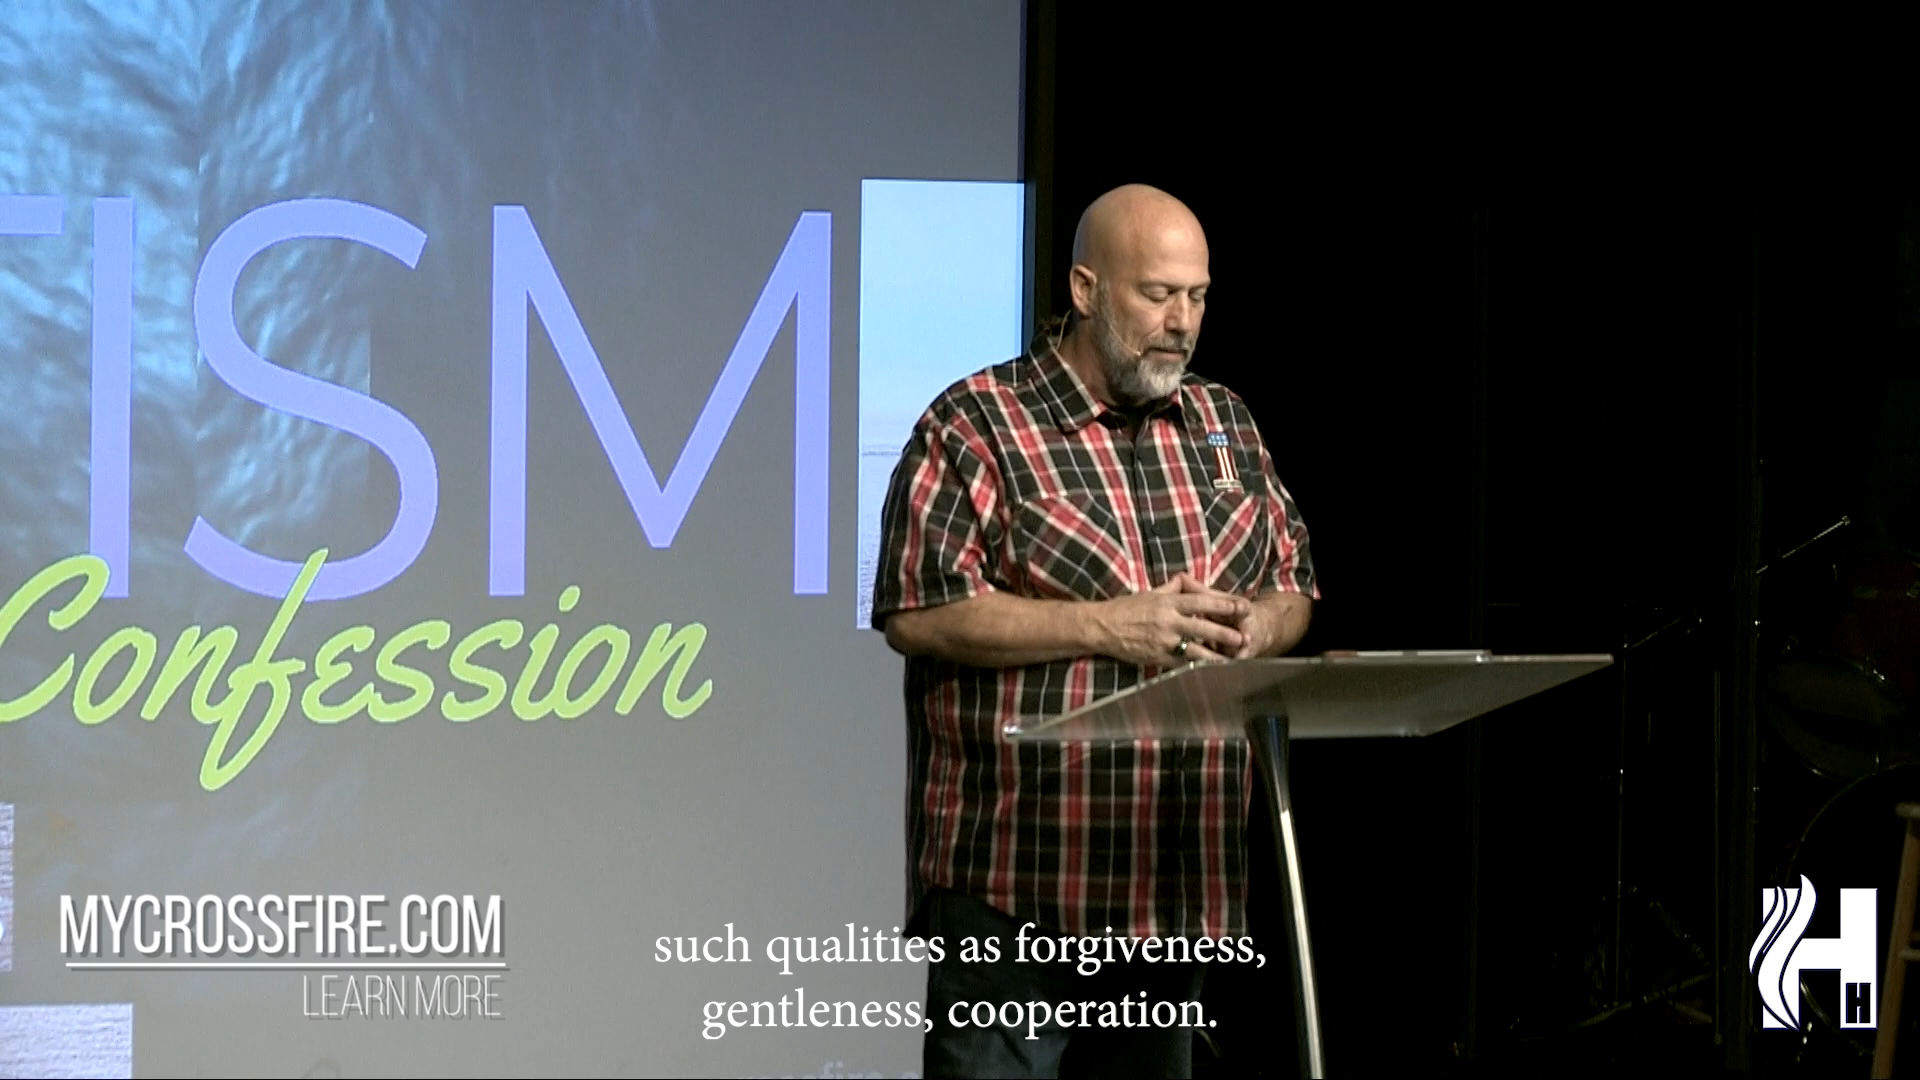 TISM
Confession
MYCROSSFIRE.COM
LEARN MORE
such qualities as forgiveness,
gentleness, cooperation.
H
H